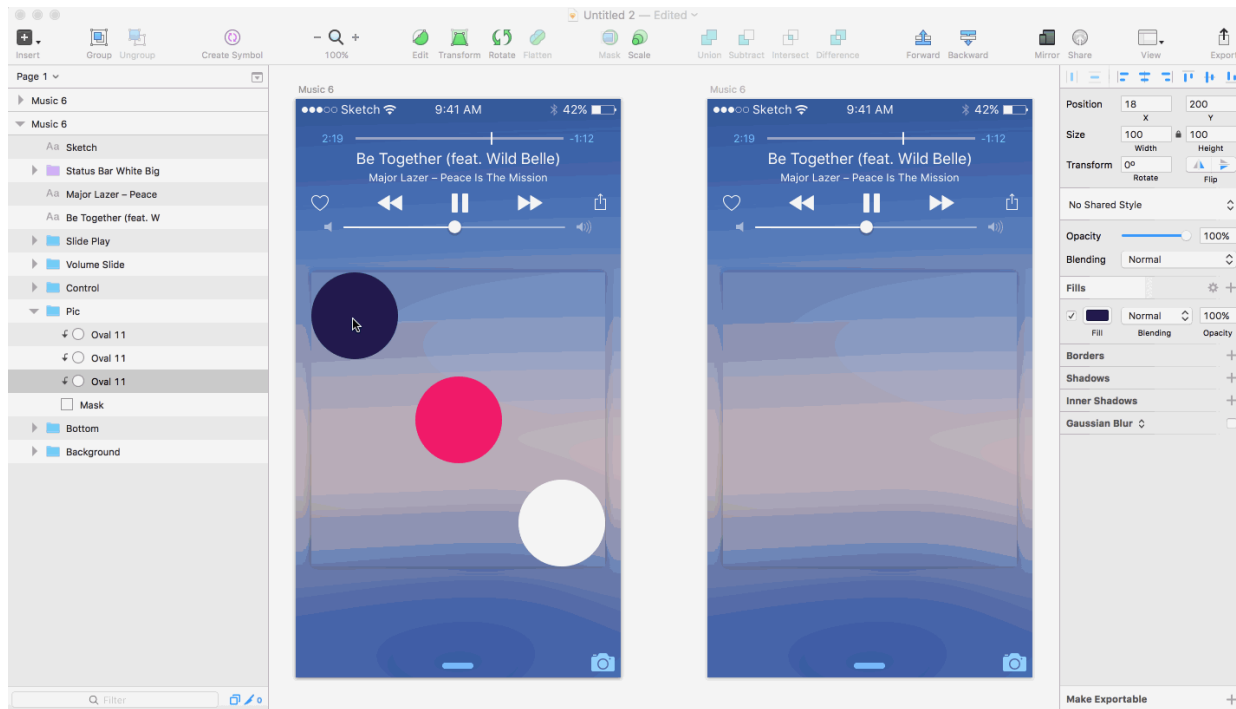 Untitled 2 — Edited
Insert Group Ungroup Create Symbol 100% Edit Transform Rotate Flatten Mask Scale Union Subtract Intersect Difference Forward Backward Mirror Share View Export
Page 1
Music 6
Music 6
Aa Sketch
Status Bar White Big
Aa Major Lazer – Peace
Aa Be Together (feat. W
Slide Play
Volume Slide
Control
Pic
Oval 11
Oval 11
Oval 11
Mask
Bottom
Background
Filter
0
Music 6
Sketch 9:41 AM 42%
2:19 -1:12
Be Together (feat. Wild Belle)
Major Lazer – Peace Is The Mission
Music 6
Sketch 9:41 AM 42%
2:19 -1:12
Be Together (feat. Wild Belle)
Major Lazer – Peace Is The Mission
Position 18 200
X Y
Size 100 100
Width Height
Transform 0º
Rotate Flip
No Shared Style
Opacity 100%
Blending Normal
Fills
Normal 100%
Fill Blending Opacity
Borders
Shadows
Inner Shadows
Gaussian Blur
Make Exportable